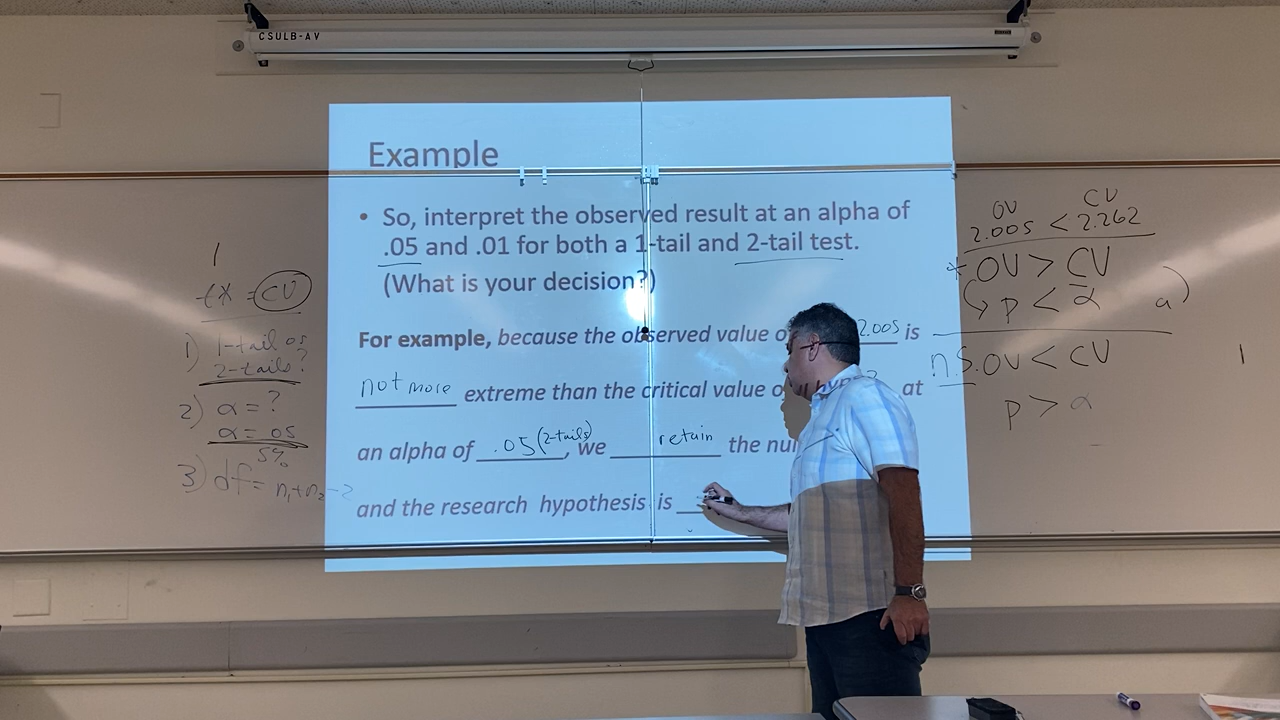 CSULB-AV
Example
• So, interpret the observed result at an alpha of
.05 and .01 for both a 1-tail and 2-tail test.
(What is your decision?)
For example, because the observed value o 2.005 is
not more extreme than the critical value o at
an alpha of .05 (2-tails), we retain the nul
and the research hypothesis is
1
= CV
1) 1-tail or
2-tails?
2) α = ?
α = .05
5%
3) df = n₁+n₂-2
OV CV
2.005 < 2.262
OV > CV
p < α a)
n.S. OV < CV
p > α
1